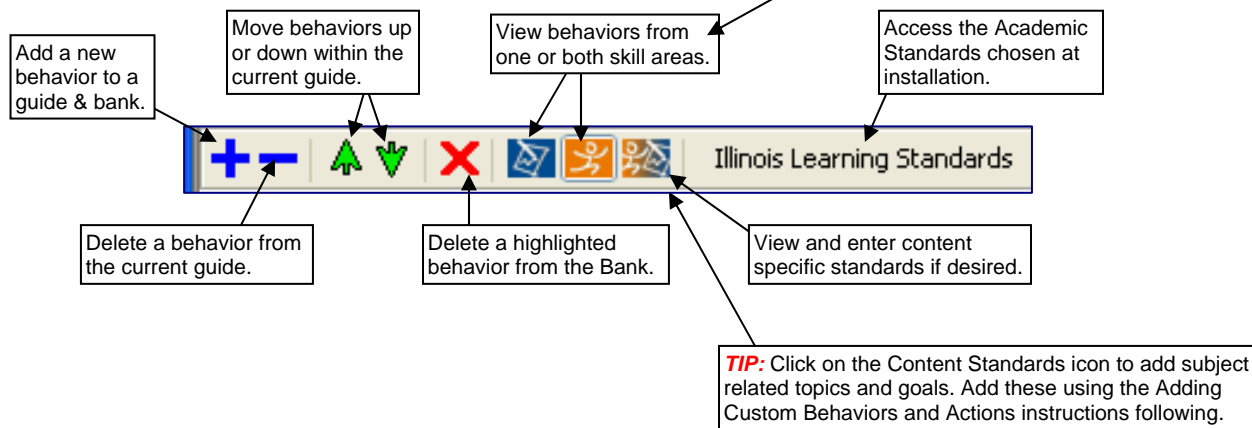 Add a new
behavior to a
guide & bank.
Move behaviors up
or down within the
current guide.
View behaviors from
one or both skill areas.
Access the Academic
Standards chosen at
installation.
Illinois Learning Standards
Delete a behavior from
the current guide.
Delete a highlighted
behavior from the Bank.
View and enter content
specific standards if desired.
TIP: Click on the Content Standards icon to add subject
related topics and goals. Add these using the Adding
Custom Behaviors and Actions instructions following.